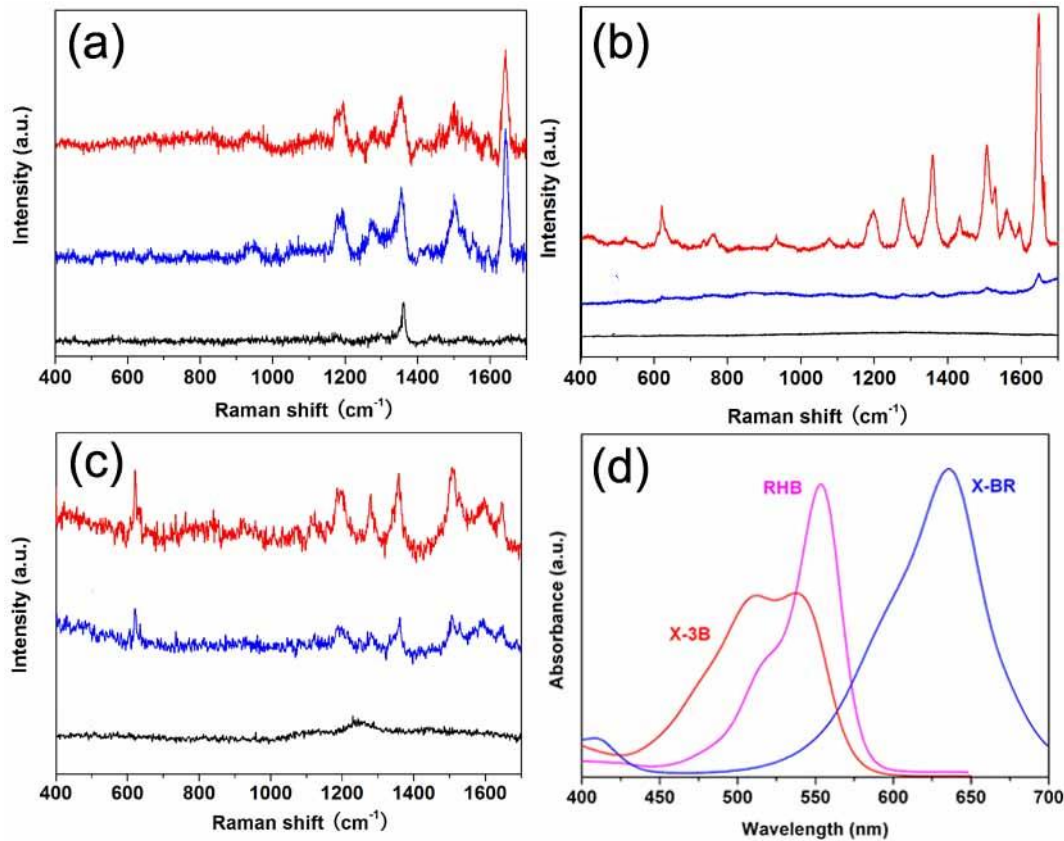 (a)
Intensity (a.u.)
400 600 800 1000 1200 1400 1600
Raman shift (cm⁻¹)
(b)
Intensity (a.u.)
400 600 800 1000 1200 1400 1600
Raman shift (cm⁻¹)
(c)
Intensity (a.u.)
400 600 800 1000 1200 1400 1600
Raman shift (cm⁻¹)
(d)
RHB
X-BR
X-3B
Absorbance (a.u.)
400 450 500 550 600 650 700
Wavelength (nm)